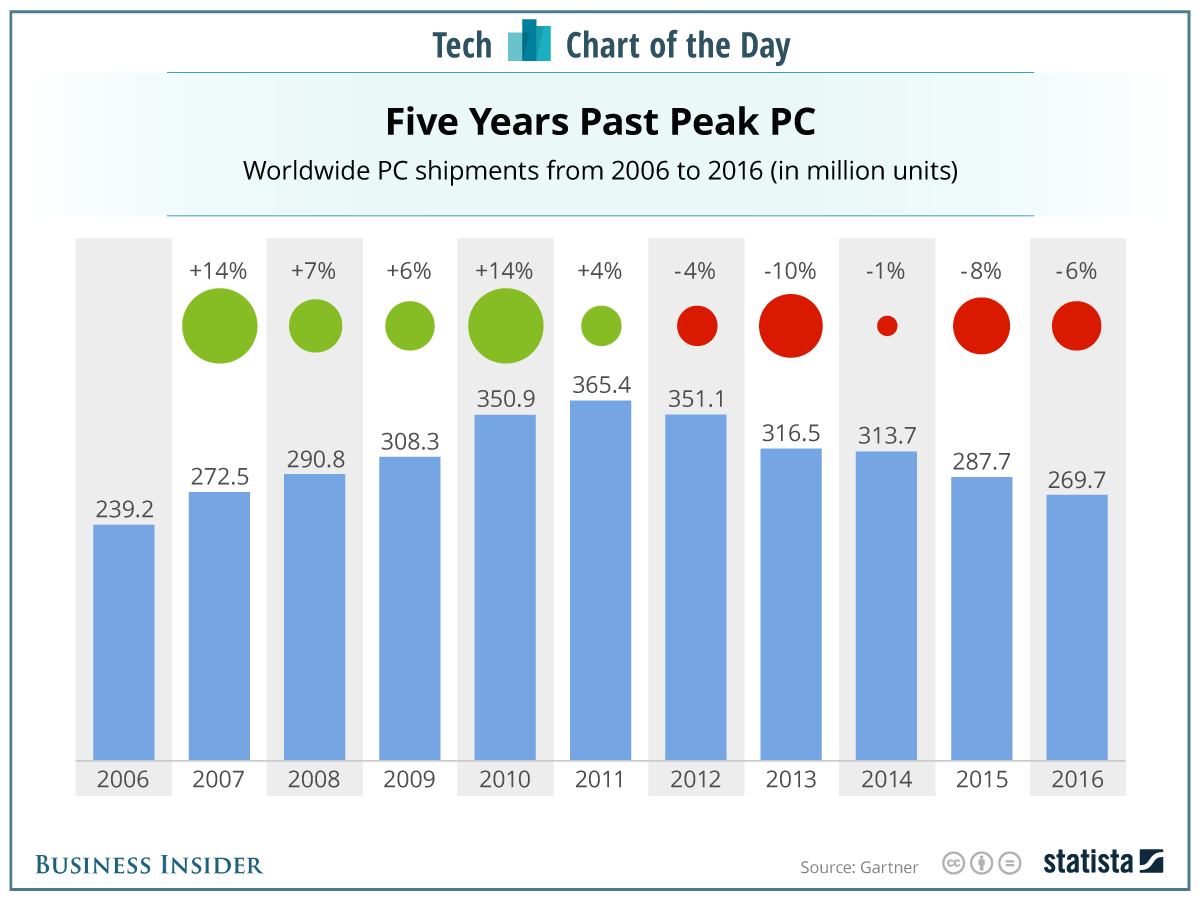 Tech Chart of the Day
Five Years Past Peak PC
Worldwide PC shipments from 2006 to 2016 (in million units)
+14% +7% +6% +14% +4% -4% -10% -1% -8% -6%
239.2 272.5 290.8 308.3 350.9 365.4 351.1 316.5 313.7 287.7 269.7
2006 2007 2008 2009 2010 2011 2012 2013 2014 2015 2016
BUSINESS INSIDER
Source: Gartner
cc
statista